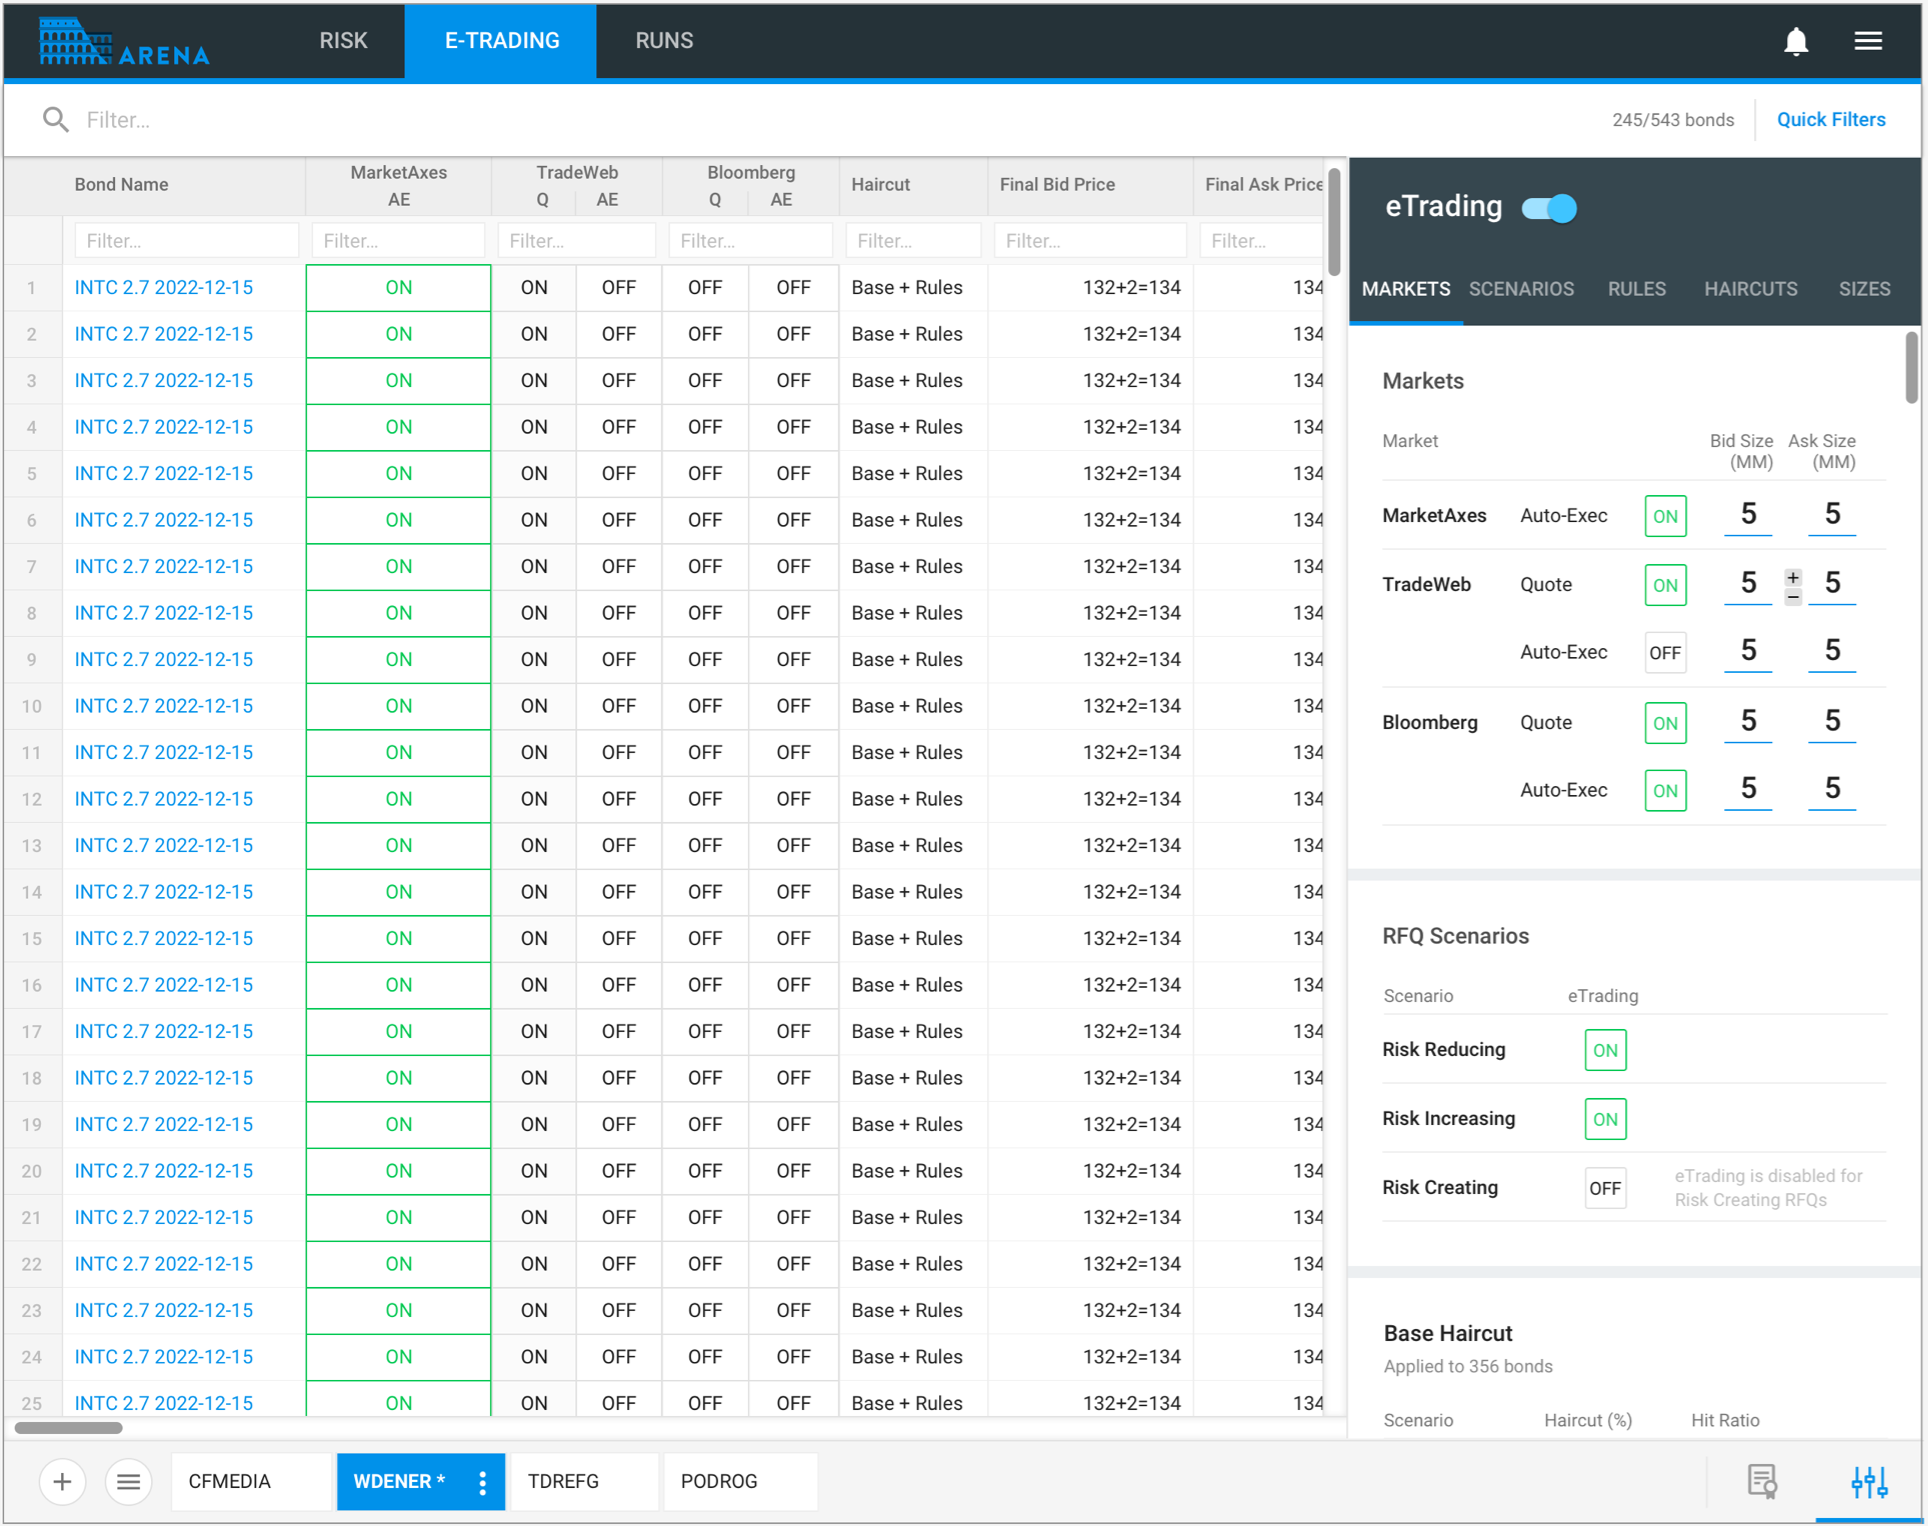 ARENA
RISK
E-TRADING
RUNS
Filter...
245/543 bonds
Quick Filters
Bond Name
MarketAxes
AE
TradeWeb
Q AE
Bloomberg
Q AE
Haircut
Final Bid Price
Final Ask Price
Filter... Filter... Filter... Filter... Filter... Filter... Filter...
1 INTC 2.7 2022-12-15 ON ON OFF OFF OFF Base + Rules 132+2=134 134
2 INTC 2.7 2022-12-15 ON ON OFF OFF OFF Base + Rules 132+2=134 134
3 INTC 2.7 2022-12-15 ON ON OFF OFF OFF Base + Rules 132+2=134 134
4 INTC 2.7 2022-12-15 ON ON OFF OFF OFF Base + Rules 132+2=134 134
5 INTC 2.7 2022-12-15 ON ON OFF OFF OFF Base + Rules 132+2=134 134
6 INTC 2.7 2022-12-15 ON ON OFF OFF OFF Base + Rules 132+2=134 134
7 INTC 2.7 2022-12-15 ON ON OFF OFF OFF Base + Rules 132+2=134 134
8 INTC 2.7 2022-12-15 ON ON OFF OFF OFF Base + Rules 132+2=134 134
9 INTC 2.7 2022-12-15 ON ON OFF OFF OFF Base + Rules 132+2=134 134
10 INTC 2.7 2022-12-15 ON ON OFF OFF OFF Base + Rules 132+2=134 134
11 INTC 2.7 2022-12-15 ON ON OFF OFF OFF Base + Rules 132+2=134 134
12 INTC 2.7 2022-12-15 ON ON OFF OFF OFF Base + Rules 132+2=134 134
13 INTC 2.7 2022-12-15 ON ON OFF OFF OFF Base + Rules 132+2=134 134
14 INTC 2.7 2022-12-15 ON ON OFF OFF OFF Base + Rules 132+2=134 134
15 INTC 2.7 2022-12-15 ON ON OFF OFF OFF Base + Rules 132+2=134 134
16 INTC 2.7 2022-12-15 ON ON OFF OFF OFF Base + Rules 132+2=134 134
17 INTC 2.7 2022-12-15 ON ON OFF OFF OFF Base + Rules 132+2=134 134
18 INTC 2.7 2022-12-15 ON ON OFF OFF OFF Base + Rules 132+2=134 134
19 INTC 2.7 2022-12-15 ON ON OFF OFF OFF Base + Rules 132+2=134 134
20 INTC 2.7 2022-12-15 ON ON OFF OFF OFF Base + Rules 132+2=134 134
21 INTC 2.7 2022-12-15 ON ON OFF OFF OFF Base + Rules 132+2=134 134
22 INTC 2.7 2022-12-15 ON ON OFF OFF OFF Base + Rules 132+2=134 134
23 INTC 2.7 2022-12-15 ON ON OFF OFF OFF Base + Rules 132+2=134 134
24 INTC 2.7 2022-12-15 ON ON OFF OFF OFF Base + Rules 132+2=134 134
25 INTC 2.7 2022-12-15 ON ON OFF OFF OFF Base + Rules 132+2=134 134
eTrading
MARKETS SCENARIOS RULES HAIRCUTS SIZES
Markets
Market Bid Size Ask Size
(MM) (MM)
MarketAxes Auto-Exec ON 5 5
TradeWeb Quote ON 5 + − 5
Auto-Exec OFF 5 5
Bloomberg Quote ON 5 5
Auto-Exec ON 5 5
RFQ Scenarios
Scenario eTrading
Risk Reducing ON
Risk Increasing ON
Risk Creating OFF eTrading is disabled for
Risk Creating RFQs
Base Haircut
Applied to 356 bonds
Scenario Haircut (%) Hit Ratio
+ CFMEDIA WDENER * TDREFG PODROG